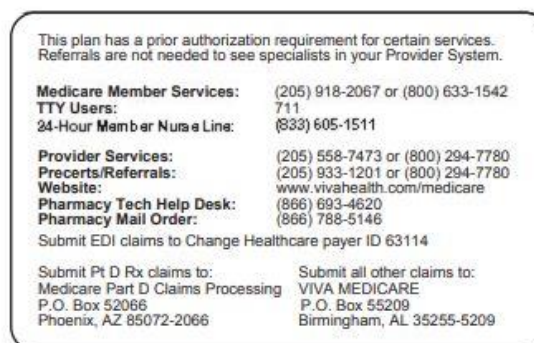 This plan has a prior authorization requirement for certain services.
Referrals are not needed to see specialists in your Provider System.
Medicare Member Services: (205) 918-2067 or (800) 633-1542
TTY Users: 711
24-Hour Member Nurse Line: (833) 605-1511
Provider Services: (205) 558-7473 or (800) 294-7780
Precerts/Referrals: (205) 933-1201 or (800) 294-7780
Website: www.vivahealth.com/medicare
Pharmacy Tech Help Desk: (866) 693-4620
Pharmacy Mail Order: (866) 788-5146
Submit EDI claims to Change Healthcare payer ID 63114
Submit Pt D Rx claims to:
Medicare Part D Claims Processing
P.O. Box 52066
Phoenix, AZ 85072-2066
Submit all other claims to:
VIVA MEDICARE
P.O. Box 55209
Birmingham, AL 35255-5209